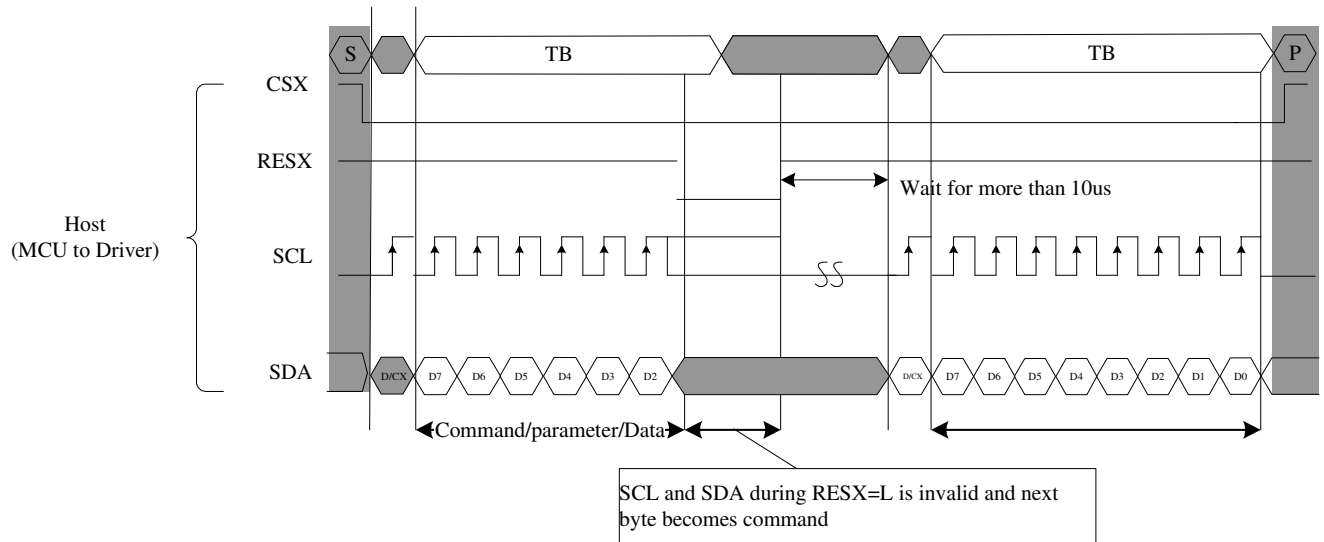 S TB TB P
CSX
RESX
Wait for more than 10us
Host
(MCU to Driver)
SCL
SDA D/CX D7 D6 D5 D4 D3 D2 D/CX D7 D6 D5 D4 D3 D2 D1 D0
Command/parameter/Data
SCL and SDA during RESX=L is invalid and next
byte becomes command